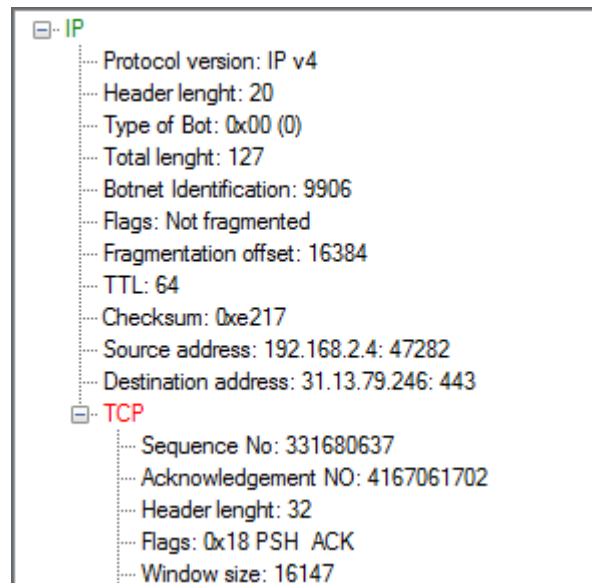 IP
Protocol version: IP v4
Header lenght: 20
Type of Bot: 0x00 (0)
Total lenght: 127
Botnet Identification: 9906
Flags: Not fragmented
Fragmentation offset: 16384
TTL: 64
Checksum: 0xe217
Source address: 192.168.2.4: 47282
Destination address: 31.13.79.246: 443
TCP
Sequence No: 331680637
Acknowledgement NO: 4167061702
Header lenght: 32
Flags: 0x18 PSH ACK
Window size: 16147